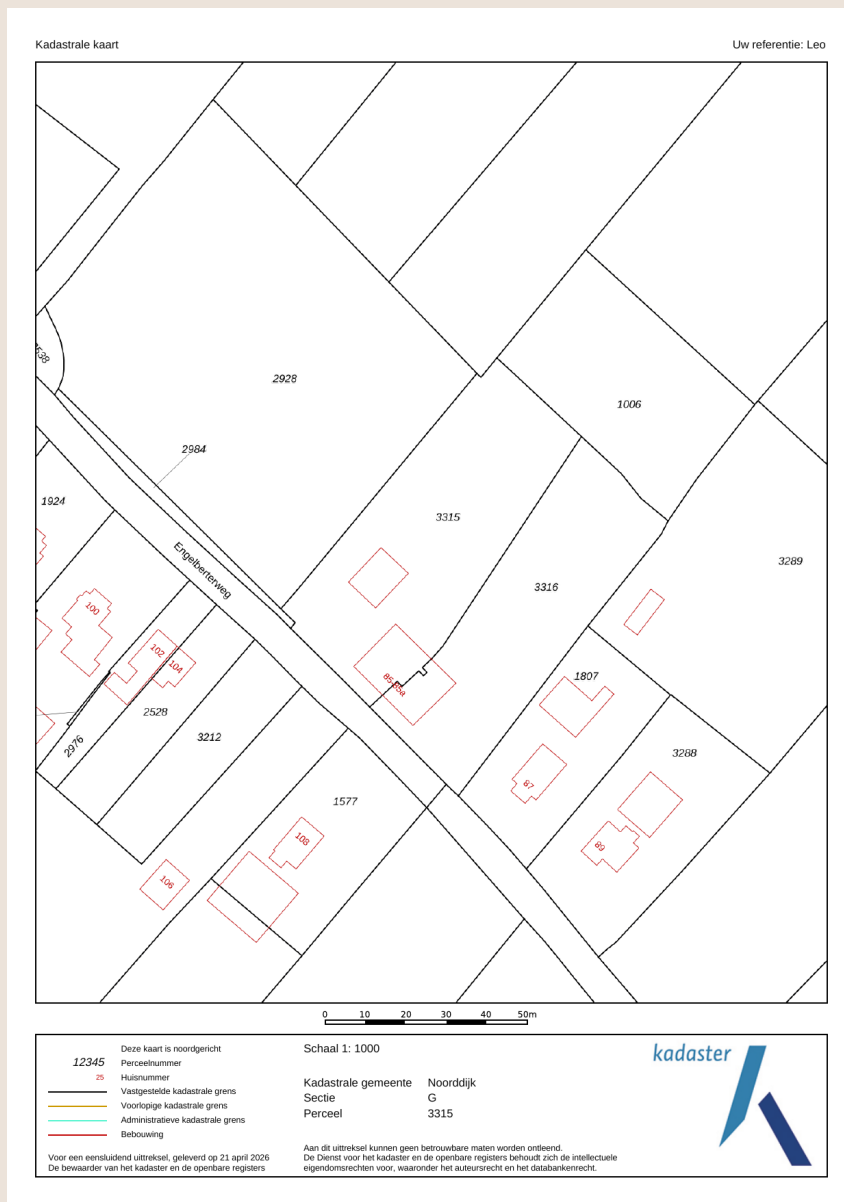 Kadastrale kaart
Uw referentie: Leo
2928
1006
2984
1924
3315
Engelberterweg
3289
3316
100
102
104
1807
85
2528
2976
3212
3288
87
1577
108
89
106
0 10 20 30 40 50m
Deze kaart is noordgericht
12345 Perceelnummer
25 Huisnummer
Vastgestelde kadastrale grens
Voorlopige kadastrale grens
Administratieve kadastrale grens
Bebouwing
Voor een eensluidend uittreksel, geleverd op 21 april 2026
De bewaarder van het kadaster en de openbare registers
Schaal 1: 1000
Kadastrale gemeente Noorddijk
Sectie G
Perceel 3315
Aan dit uittreksel kunnen geen betrouwbare maten worden ontleend.
De Dienst voor het kadaster en de openbare registers behoudt zich de intellectuele
eigendomsrechten voor, waaronder het auteursrecht en het databankenrecht.
kadaster